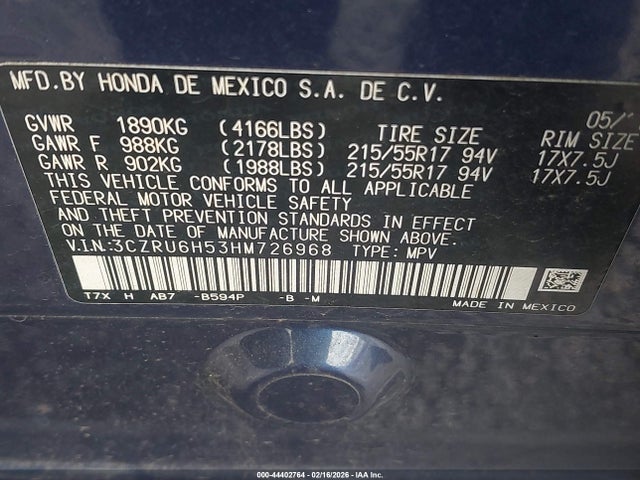 MFD.BY HONDA DE MEXICO S.A. DE C.V.
05/
GVWR 1890KG (4166LBS) TIRE SIZE RIM SIZE
GAWR F 988KG (2178LBS) 215/55R17 94V 17X7.5J
GAWR R 902KG (1988LBS) 215/55R17 94V 17X7.5J
THIS VEHICLE CONFORMS TO ALL APPLICABLE
FEDERAL MOTOR VEHICLE SAFETY
AND THEFT PREVENTION STANDARDS IN EFFECT
ON THE DATE OF MANUFACTURE SHOWN ABOVE.
V.I.N:3CZRU6H53HM726968 TYPE: MPV
T7X H AB7 -B594P -B -M
MADE IN MEXICO
000-44402764 - 02/16/2026 - IAA Inc.